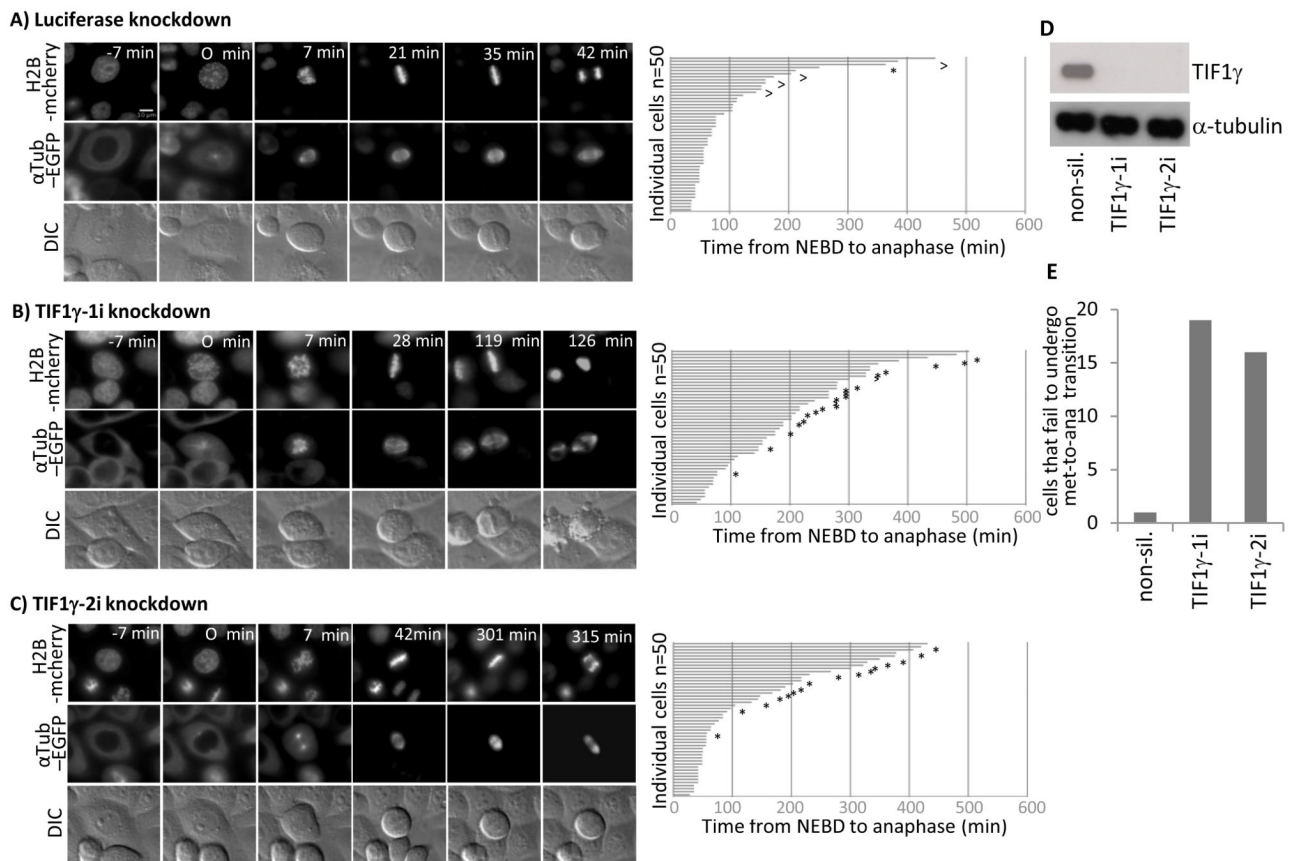 A) Luciferase knockdown
H2B -mcherry
-7 min
O min
7 min
21 min
35 min
42 min
10 µm
αTub –EGFP
DIC
Individual cells n=50
>
*
>
>
>
0 100 200 300 400 500 600
Time from NEBD to anaphase (min)
B) TIF1γ-1i knockdown
H2B -mcherry
-7 min
O min
7 min
28 min
119 min
126 min
αTub –EGFP
DIC
Individual cells n=50
0 100 200 300 400 500 600
Time from NEBD to anaphase (min)
C) TIF1γ-2i knockdown
H2B -mcherry
-7 min
O min
7 min
42min
301 min
315 min
αTub –EGFP
DIC
Individual cells n=50
0 100 200 300 400 500 600
Time from NEBD to anaphase (min)
D
TIF1γ
α-tubulin
non-sil.
TIF1γ-1i
TIF1γ-2i
E
cells that fail to undergo
met-to-ana transition
20
15
10
5
0
non-sil.
TIF1γ-1i
TIF1γ-2i